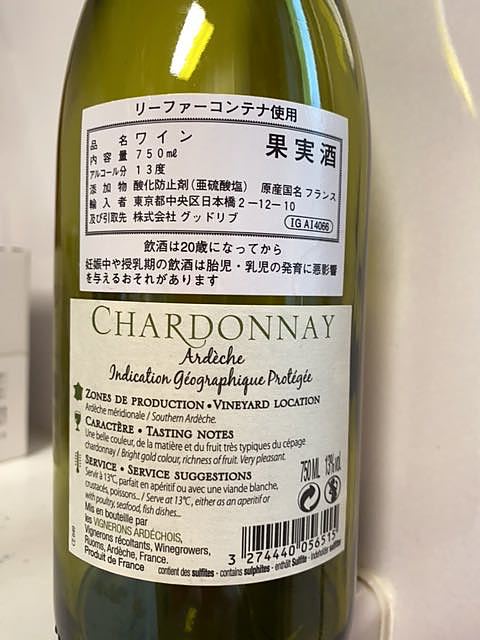 リーファーコンテナ使用
品名 ワイン 果実酒
内容量 750㎖
アルコール分 13度
添加物 酸化防止剤(亜硫酸塩) 原産国名 フランス
輸入者 東京都中央区日本橋2-12-10
及び引取先 株式会社 グッドリブ IG AI4066
飲酒は20歳になってから
妊娠中や授乳期の飲酒は胎児・乳児の発育に悪影響
を与えるおそれがあります
CHARDONNAY
Ardèche
Indication Géographique Protégée
ZONES DE PRODUCTION • VINEYARD LOCATION
Ardèche méridionale / Southern Ardèche.
CARACTÈRE • TASTING NOTES
Une belle couleur, de la matière et du fruit très typiques du cépage
chardonnay / Bright gold colour, richness of fruit. Very pleasant.
SERVICE • SERVICE SUGGESTIONS
Servir à 13°C, parfait en apéritif ou avec une viande blanche,
crustacés, poissons... / Serve at 13°C, either as an aperitif or
with poultry, seafood, fish dishes...
Mis en bouteille par
les VIGNERONS ARDÉCHOIS,
Vignerons récoltants, Winegrowers,
Ruoms, Ardèche, France.
Produit de France
750 ML 13% vol.
3 274440 056515
contient des sulfites - contains sulphites - enthält Sulfite - indeholder sulfitter